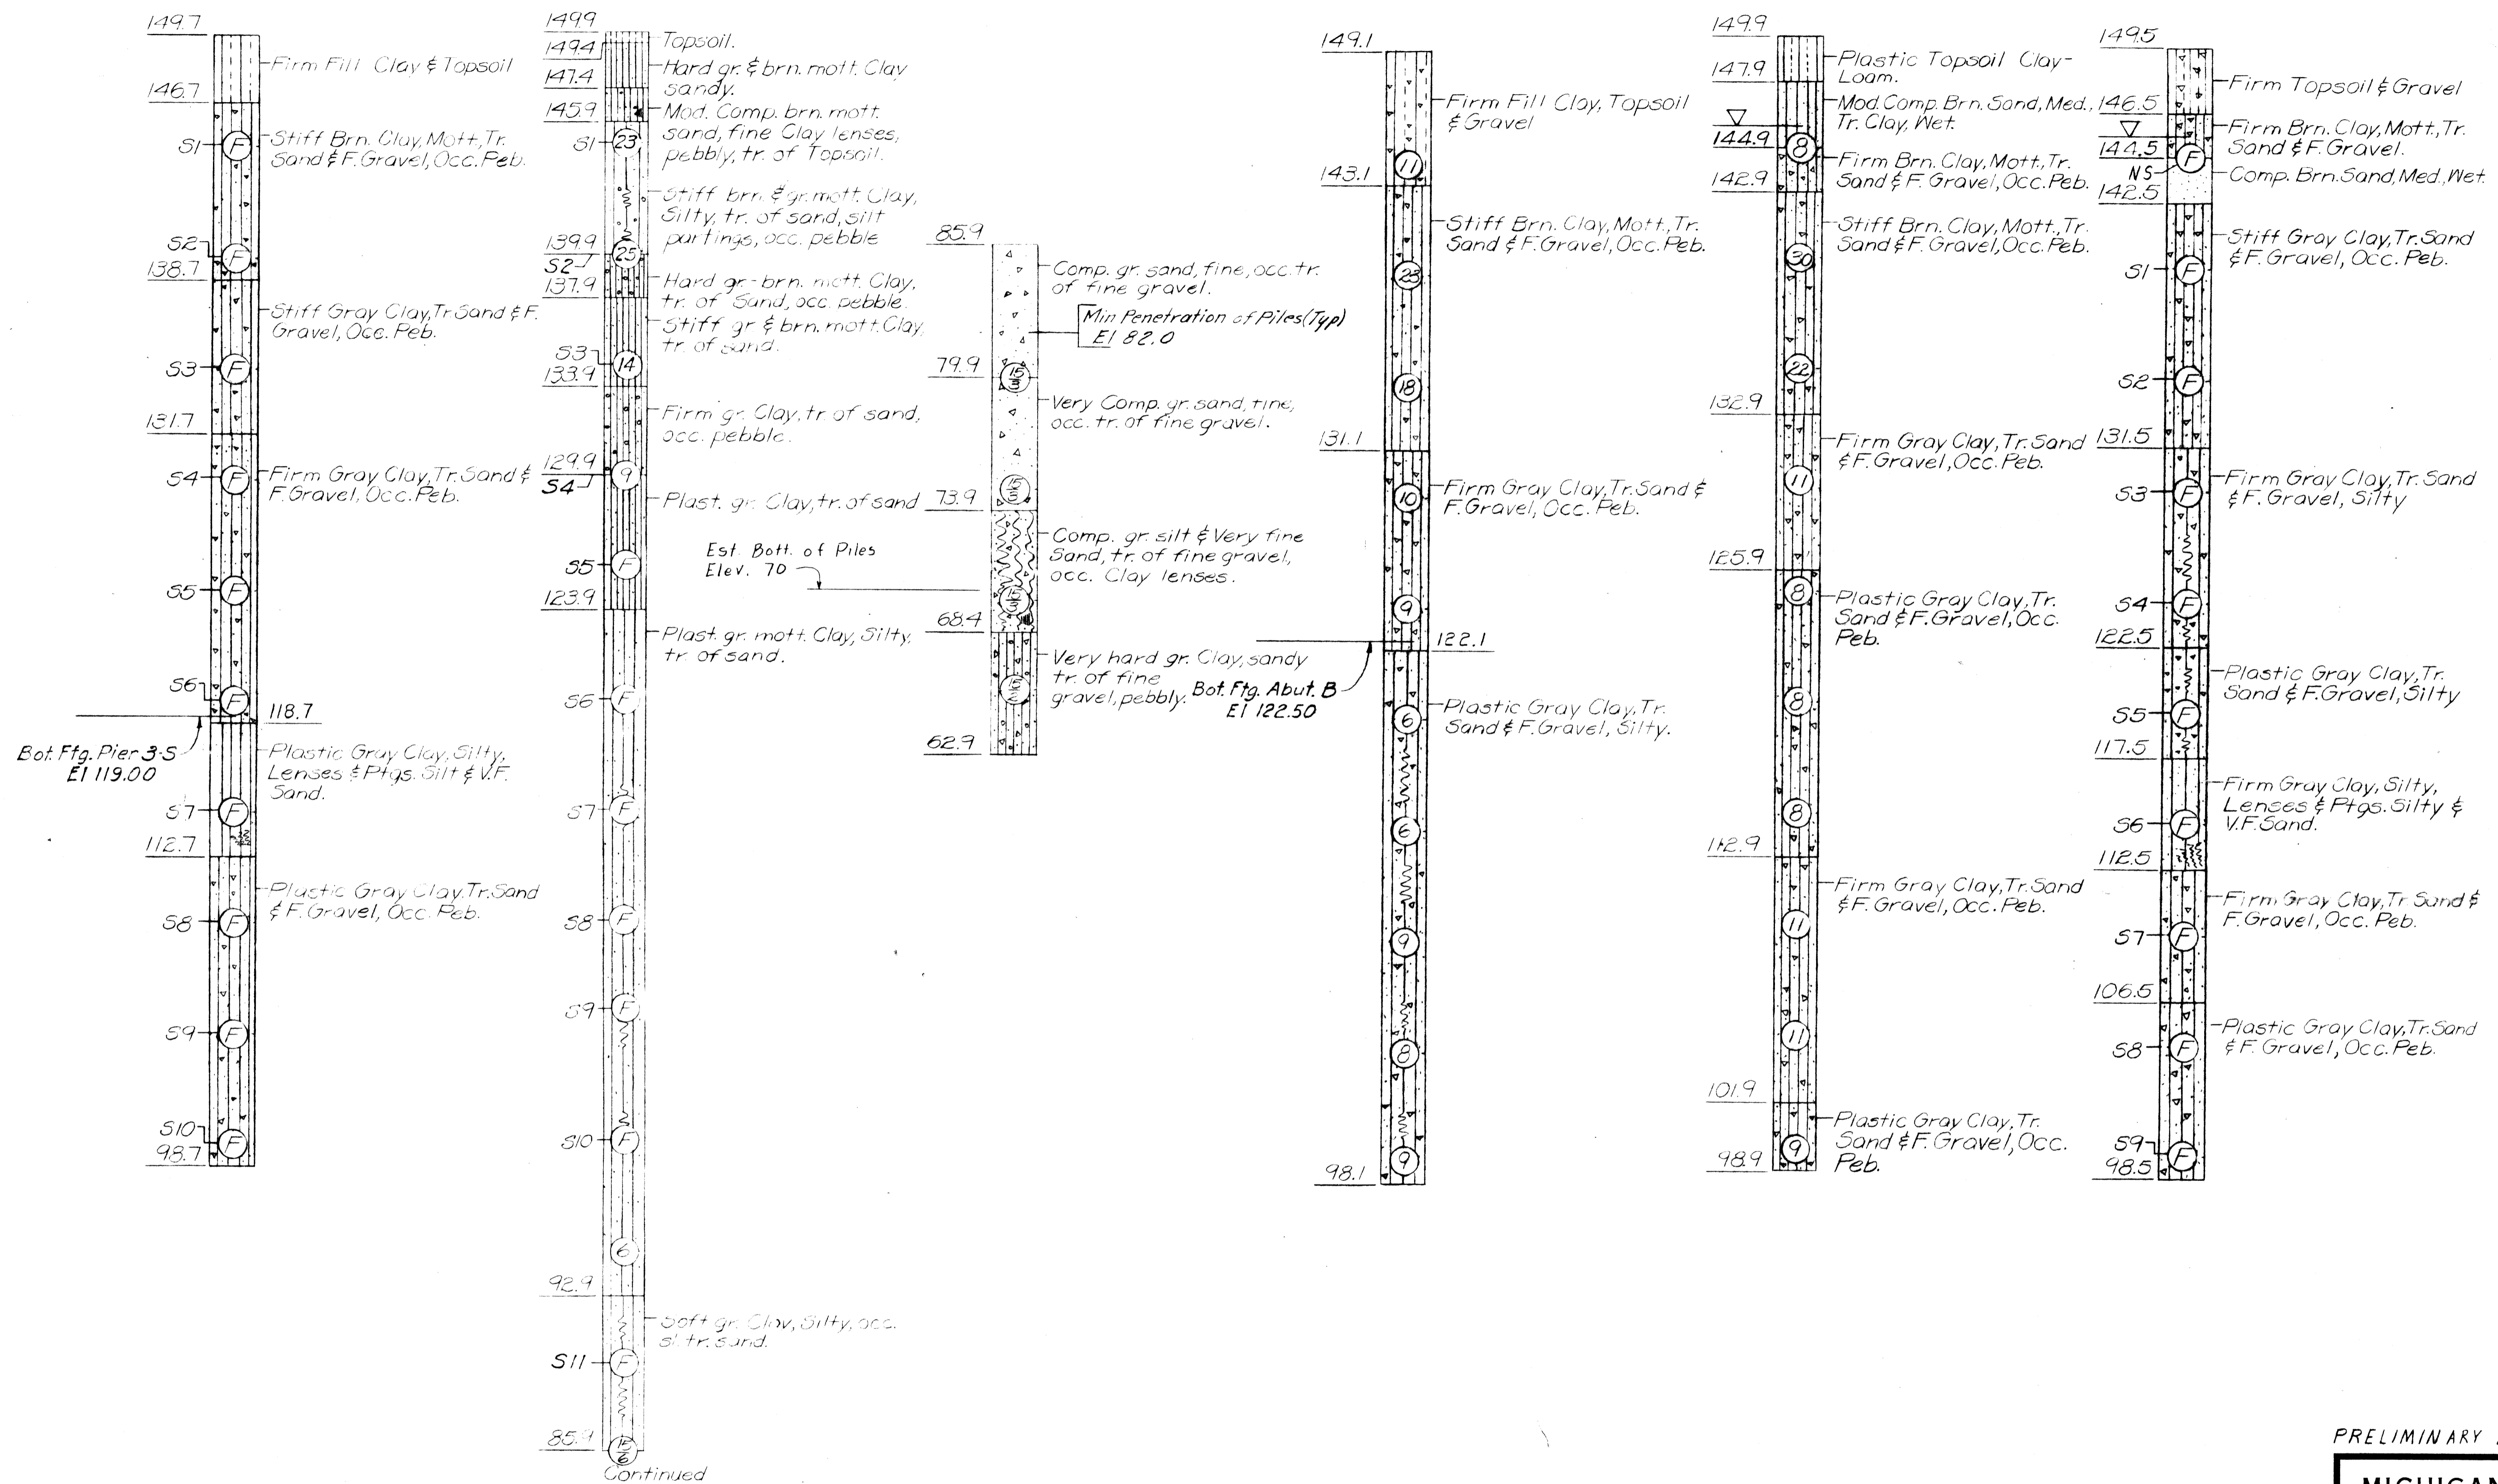 149.7
Firm Fill Clay & Topsoil
146.7
S1
F
Stiff Brn. Clay, Mott., Tr.
Sand & F. Gravel, Occ. Peb.
S2
F
138.7
Stiff Gray Clay, Tr Sand & F.
Gravel, Occ. Peb.
S3
F
131.7
S4
F
Firm Gray Clay, Tr. Sand &
F. Gravel, Occ. Peb.
S5
F
S6
F
118.7
Bot. Ftg. Pier 3-S
El 119.00
Plastic Gray Clay, Silty,
Lenses & Ptgs. Silt & V.F.
Sand.
S7
F
112.7
Plastic Gray Clay, Tr. Sand
& F. Gravel, Occ. Peb.
S8
F
S9
F
S10
F
98.7
149.9
Topsoil.
149.4
Hard gr. & brn. mott. Clay
sandy.
147.4
145.9
Mod. Comp. brn. mott.
sand, fine Clay lenses,
pebbly, tr. of Topsoil.
S1
23
Stiff brn. & gr. mott. Clay,
Silty, tr. of sand, silt
partings, occ. pebble
139.9
S2
25
137.9
Hard gr-brn. mott. Clay,
tr. of Sand, occ. pebble.
Stiff gr & brn. mott. Clay,
tr. of sand.
S3
14
133.9
Firm gr. Clay, tr of sand,
occ. pebble.
129.9
S4
9
Plast. gr. Clay, tr. of sand
S5
F
123.9
Plast. gr. mott. Clay, Silty,
tr. of sand.
S6
F
S7
F
S8
F
S9
F
S10
F
6
92.9
Soft gr. Clay, Silty, occ.
sl. tr. sand.
S11
F
85.9
15
6
Continued
85.9
Comp. gr. sand, fine, occ. tr.
of fine gravel.
Min Penetration of Piles (Typ)
El 82.0
79.9
15
3
Very Comp. gr. sand, fine,
occ. tr. of fine gravel.
15
3
73.9
Comp. gr. silt & Very fine
Sand, tr. of fine gravel,
occ. Clay lenses.
Est. Bott. of Piles
Elev. 70
15
3
68.4
Very hard gr. Clay, sandy
tr. of fine
gravel, pebbly.
15
2
62.9
149.1
Firm Fill Clay, Topsoil
& Gravel
11
143.1
Stiff Brn. Clay, Mott., Tr.
Sand & F. Gravel, Occ. Peb.
23
18
131.1
10
Firm Gray Clay, Tr. Sand &
F. Gravel, Occ. Peb.
9
122.1
Bot. Ftg. Abut. B
El 122.50
6
Plastic Gray Clay, Tr.
Sand & F. Gravel, Silty.
6
9
8
9
98.1
149.9
Plastic Topsoil Clay-
Loam.
147.9
Mod. Comp. Brn. Sand, Med.,
Tr. Clay, Wet.
144.9
8
Firm Brn. Clay, Mott., Tr.
Sand & F. Gravel, Occ. Peb.
142.9
Stiff Brn. Clay, Mott., Tr.
Sand & F. Gravel, Occ. Peb.
30
22
132.9
Firm Gray Clay, Tr. Sand
& F. Gravel, Occ. Peb.
11
125.9
8
Plastic Gray Clay, Tr.
Sand & F. Gravel, Occ.
Peb.
8
8
112.9
Firm Gray Clay, Tr. Sand
& F. Gravel, Occ. Peb.
11
11
101.9
Plastic Gray Clay, Tr.
Sand & F. Gravel, Occ.
Peb.
9
98.9
149.5
Firm Topsoil & Gravel
146.5
Firm Brn. Clay, Mott., Tr.
Sand & F. Gravel.
144.5
NS
F
Comp. Brn. Sand, Med., Wet.
142.5
Stiff Gray Clay, Tr. Sand
& F. Gravel, Occ. Peb.
S1
F
S2
F
131.5
Firm Gray Clay, Tr. Sand
& F. Gravel, Silty
S3
F
S4
F
122.5
Plastic Gray Clay, Tr.
Sand & F. Gravel, Silty
S5
F
117.5
Firm Gray Clay, Silty,
Lenses & Ptgs. Silty &
V.F. Sand.
S6
F
112.5
Firm Gray Clay, Tr Sand &
F. Gravel, Occ. Peb.
S7
F
106.5
Plastic Gray Clay, Tr. Sand
& F. Gravel, Occ. Peb.
S8
F
S9
F
98.5
PRELIMINARY
MICHIGAN